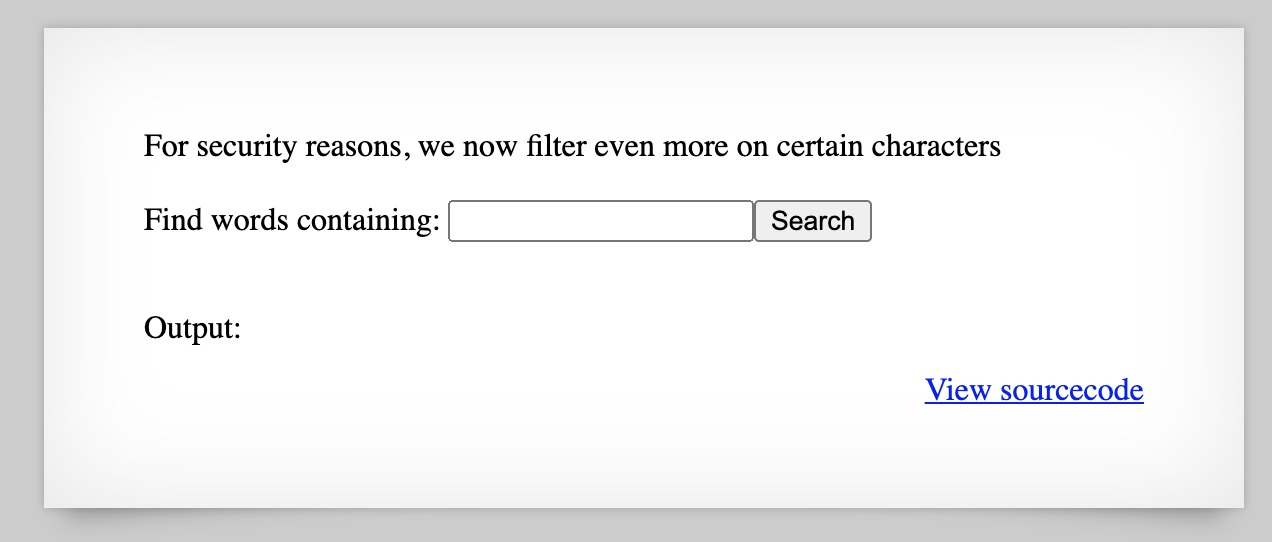 For security reasons, we now filter even more on certain characters
Find words containing: Search
Output:
View sourcecode